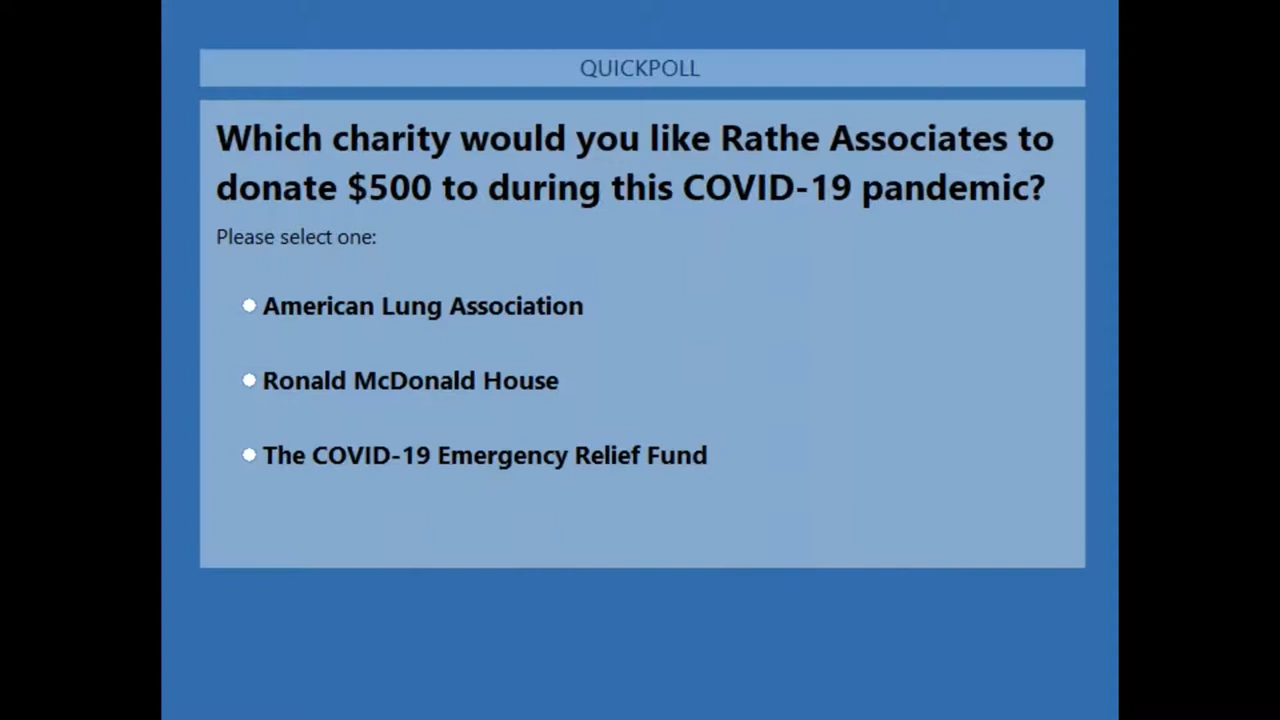 QUICKPOLL
Which charity would you like Rathe Associates to
donate $500 to during this COVID-19 pandemic?
Please select one:
American Lung Association
Ronald McDonald House
The COVID-19 Emergency Relief Fund